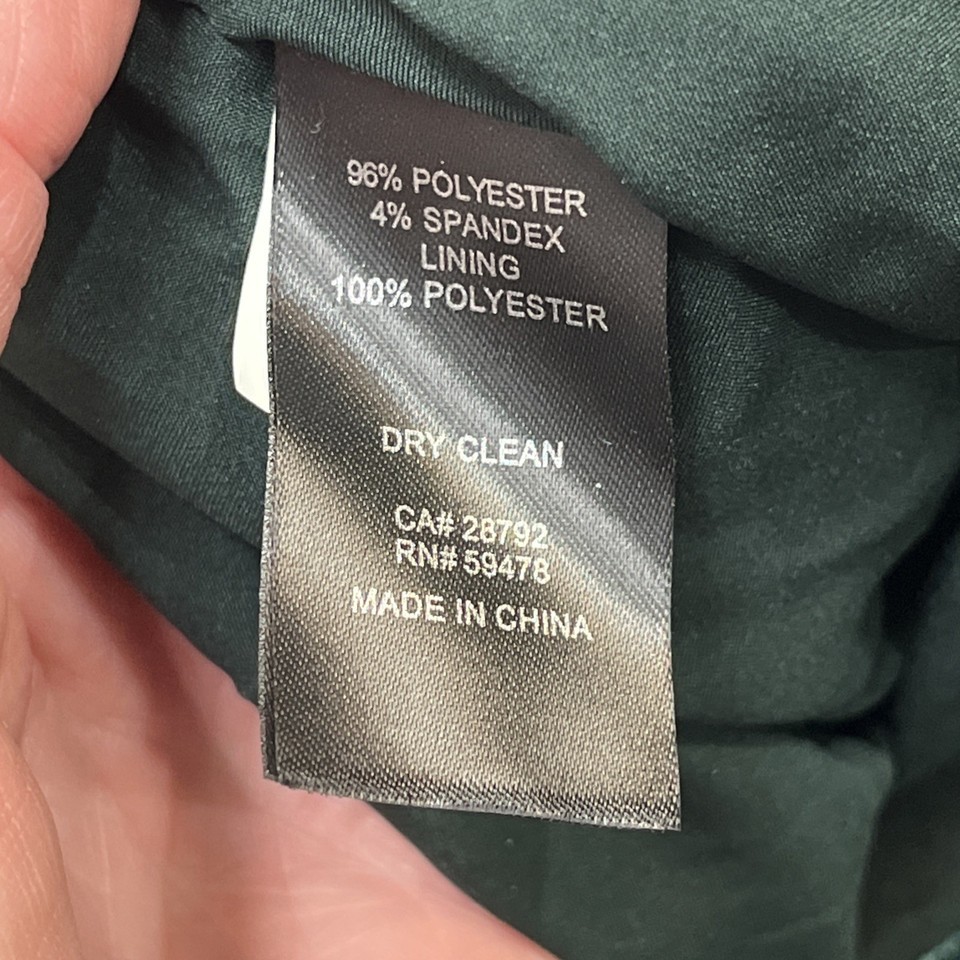 96% POLYESTER
4% SPANDEX
LINING
100% POLYESTER
DRY CLEAN
CA# 28792
RN# 59478
MADE IN CHINA